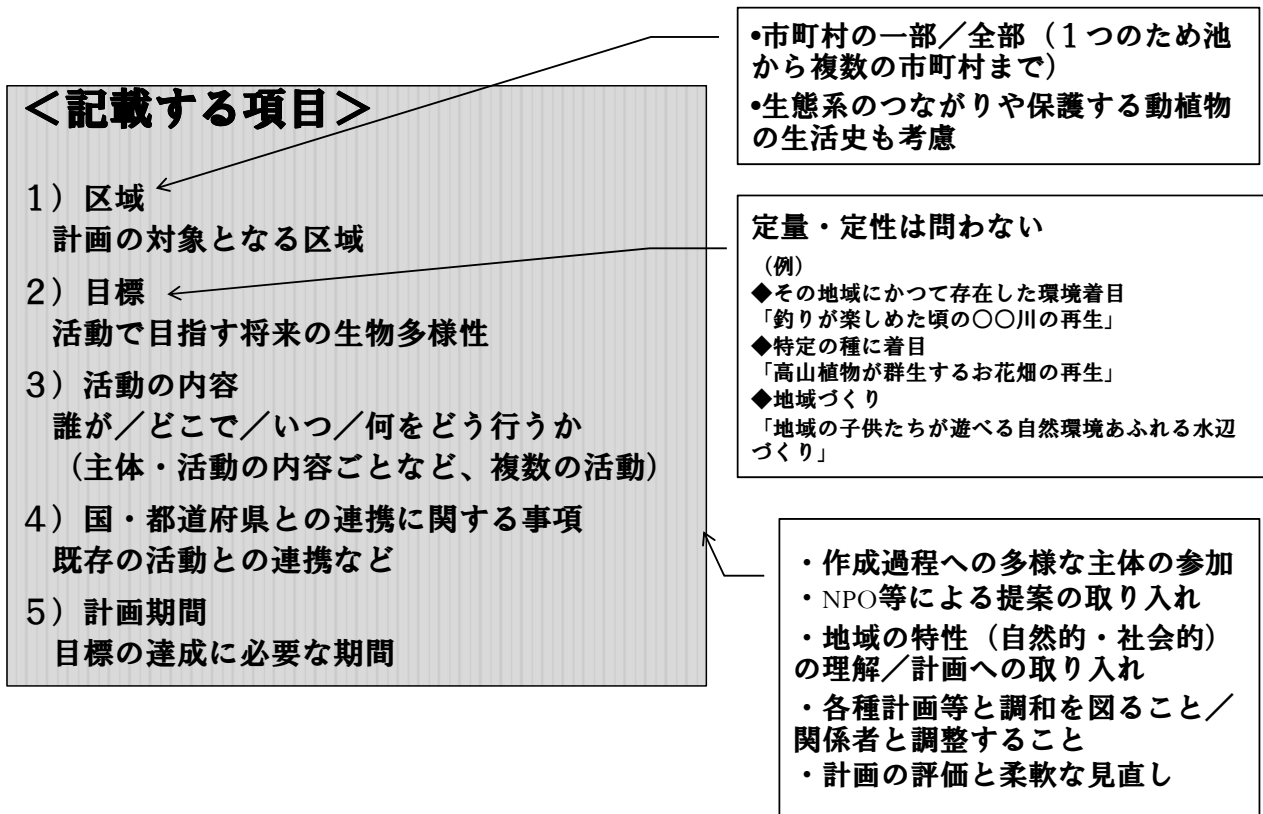 ＜記載する項目＞
1）区域
計画の対象となる区域
2）目標
活動で目指す将来の生物多様性
3）活動の内容
誰が／どこで／いつ／何をどう行うか
（主体・活動の内容ごとなど、複数の活動）
4）国・都道府県との連携に関する事項
既存の活動との連携など
5）計画期間
目標の達成に必要な期間
•市町村の一部／全部（１つのため池
から複数の市町村まで）
•生態系のつながりや保護する動植物
の生活史も考慮
定量・定性は問わない
（例）
◆その地域にかつて存在した環境着目
「釣りが楽しめた頃の〇〇川の再生」
◆特定の種に着目
「高山植物が群生するお花畑の再生」
◆地域づくり
「地域の子供たちが遊べる自然環境あふれる水辺
づくり」
・作成過程への多様な主体の参加
・NPO等による提案の取り入れ
・地域の特性（自然的・社会的）
の理解／計画への取り入れ
・各種計画等と調和を図ること／
関係者と調整すること
・計画の評価と柔軟な見直し